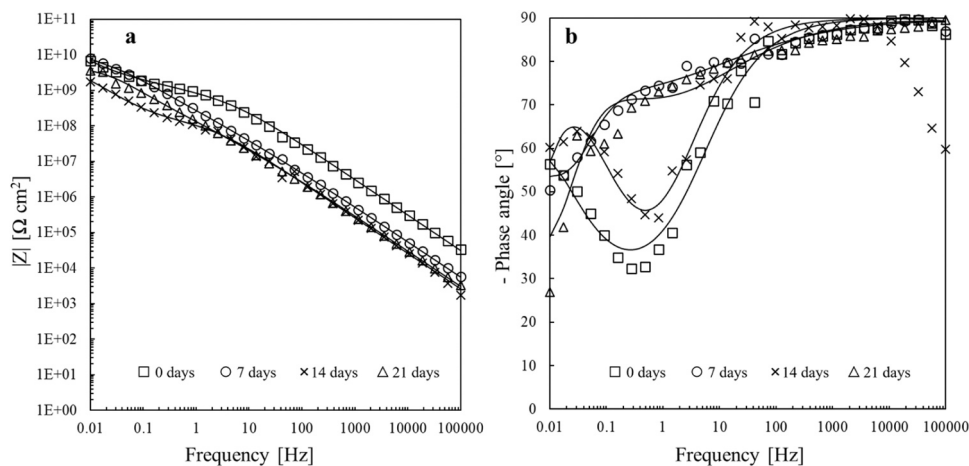 a
|Z| [Ω cm²]
1E+11
1E+10
1E+09
1E+08
1E+07
1E+06
1E+05
1E+04
1E+03
1E+02
1E+01
1E+00
0 days 7 days 14 days 21 days
0.01 0.1 1 10 100 1000 10000 100000
Frequency [Hz]
b
- Phase angle [°]
90
80
70
60
50
40
30
20
10
0
0 days 7 days 14 days 21 days
0.01 0.1 1 10 100 1000 10000 100000
Frequency [Hz]